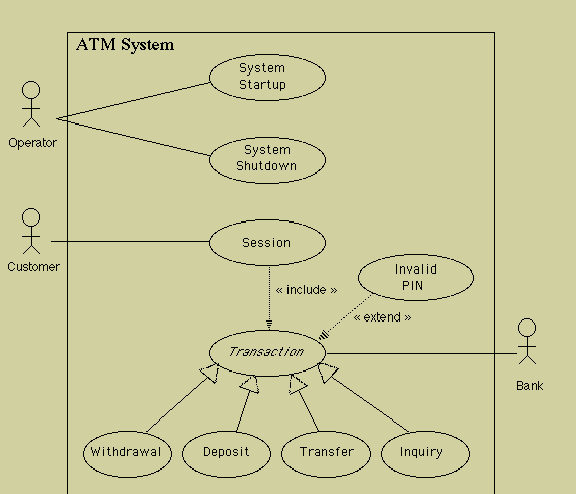 ATM System
System
Startup
Operator
System
Shutdown
Customer
Session
Invalid
PIN
« include »
« extend »
Transaction
Bank
Withdrawal
Deposit
Transfer
Inquiry